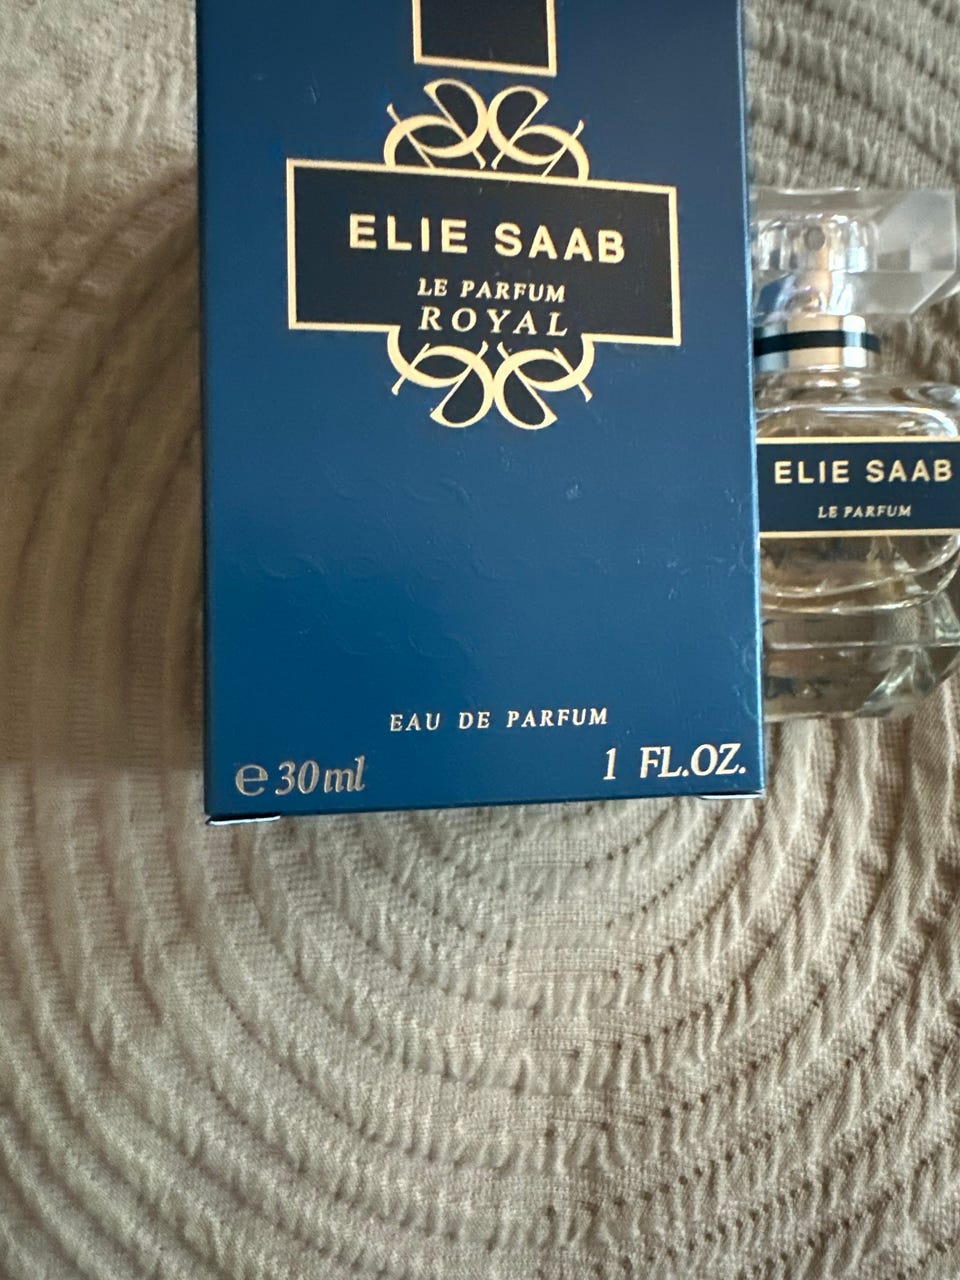 ELIE SAAB
LE PARFUM
ROYAL
EAU DE PARFUM
℮ 30ml
1 FL.OZ.
ELIE SAAB
LE PARFUM